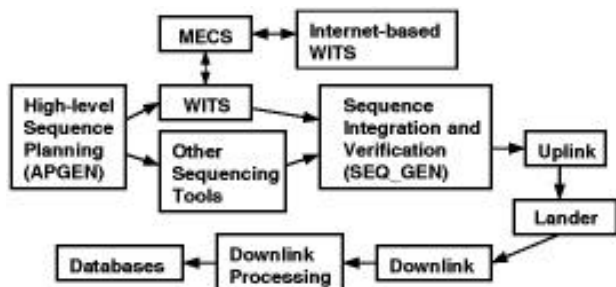 MECS
Internet-based
WITS
High-level
Sequence
Planning
(APGEN)
WITS
Other
Sequencing
Tools
Sequence
Integration and
Verification
(SEQ_GEN)
Uplink
Lander
Downlink
Downlink
Processing
Databases